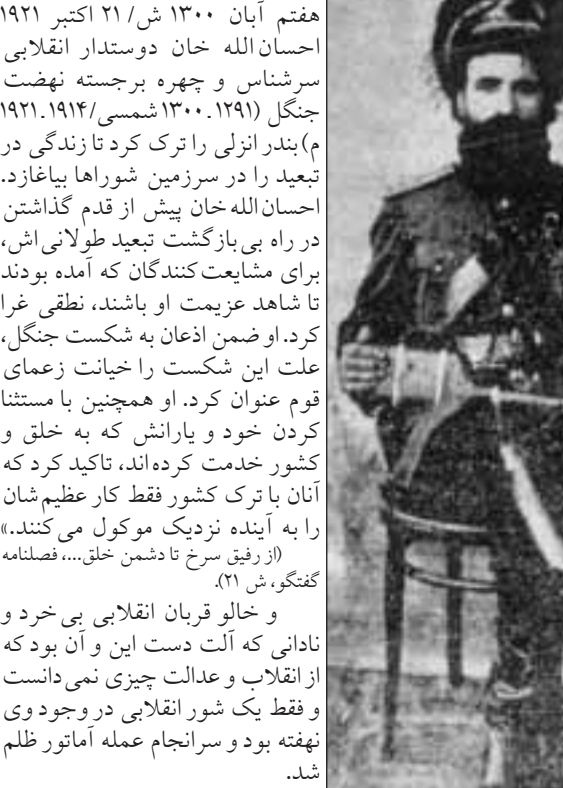 هفتم آبان ۱۳۰۰ ش/ ۲۱ اکتبر ۱۹۲۱
احسان‌الله خان دوستدار انقلابی
سرشناس و چهره برجسته نهضت
جنگل (۱۲۹۱ـ۱۳۰۰ شمسی/۱۹۱۴ـ۱۹۲۱
م) بندر انزلی را ترک کرد تا زندگی در
تبعید را در سرزمین شوراها بیاغازد.
احسان‌الله خان پیش از قدم گذاشتن
در راه بی‌بازگشت تبعید طولانی‌اش،
برای مشایعت‌کنندگان که آمده بودند
تا شاهد عزیمت او باشند، نطقی غرا
کرد. او ضمن اذعان به شکست جنگل،
علت این شکست را خیانت زعمای
قوم عنوان کرد. او همچنین با مستثنا
کردن خود و یارانش که به خلق و
کشور خدمت کرده‌اند، تاکید کرد که
آنان با ترک کشور فقط کار عظیم‌شان
را به آینده نزدیک موکول می‌کنند.»
(از رفیق سرخ تا دشمن خلق...، فصلنامه
گفتگو، ش ۲۱).
و خالو قربان انقلابی بی‌خرد و
نادانی که آلت دست این و آن بود که
از انقلاب و عدالت چیزی نمی‌دانست
و فقط یک شور انقلابی در وجود وی
نهفته بود و سرانجام عمله آماتور ظلم
شد.